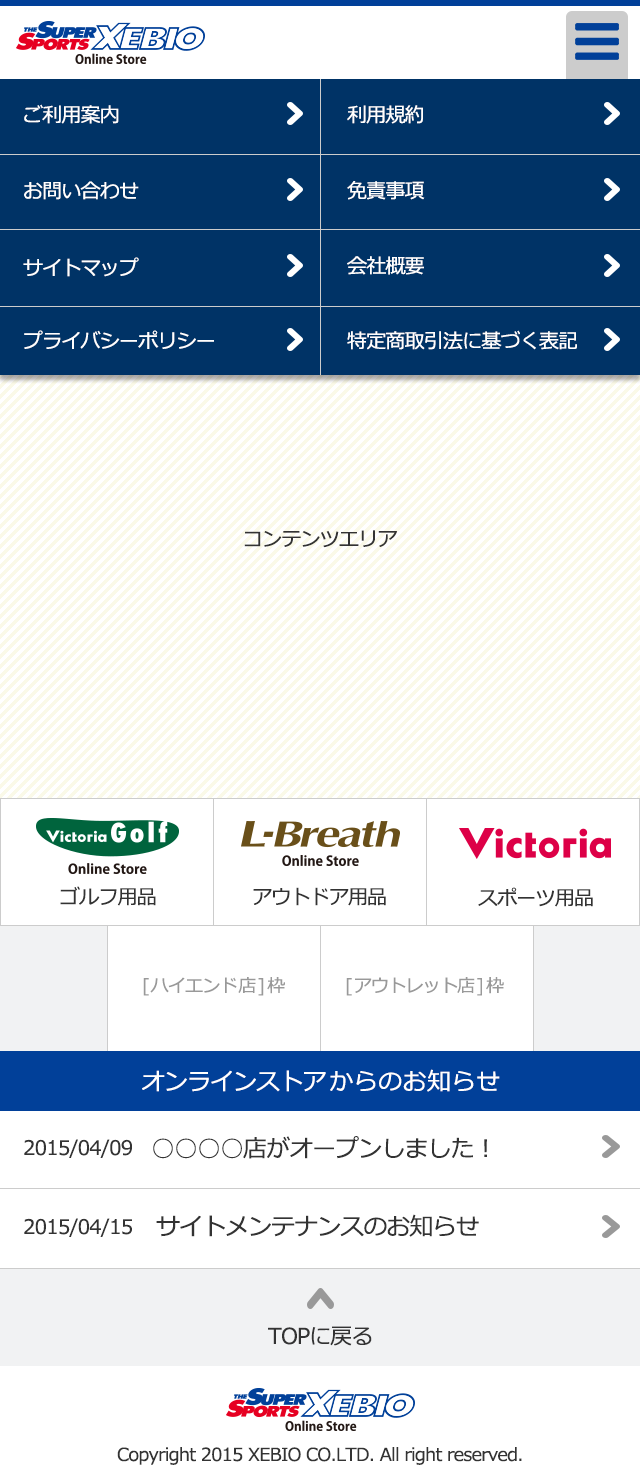 THE SUPER SPORTS XEBIO
Online Store
ご利用案内 利用規約
お問い合わせ 免責事項
サイトマップ 会社概要
プライバシーポリシー 特定商取引法に基づく表記
コンテンツエリア
Victoria Golf
Online Store
ゴルフ用品
L-Breath
Online Store
アウトドア用品
Victoria
スポーツ用品
[ハイエンド店]枠 [アウトレット店]枠
オンラインストアからのお知らせ
2015/04/09 〇〇〇〇店がオープンしました！
2015/04/15 サイトメンテナンスのお知らせ
TOPに戻る
THE SUPER SPORTS XEBIO
Online Store
Copyright 2015 XEBIO CO.LTD. All right reserved.